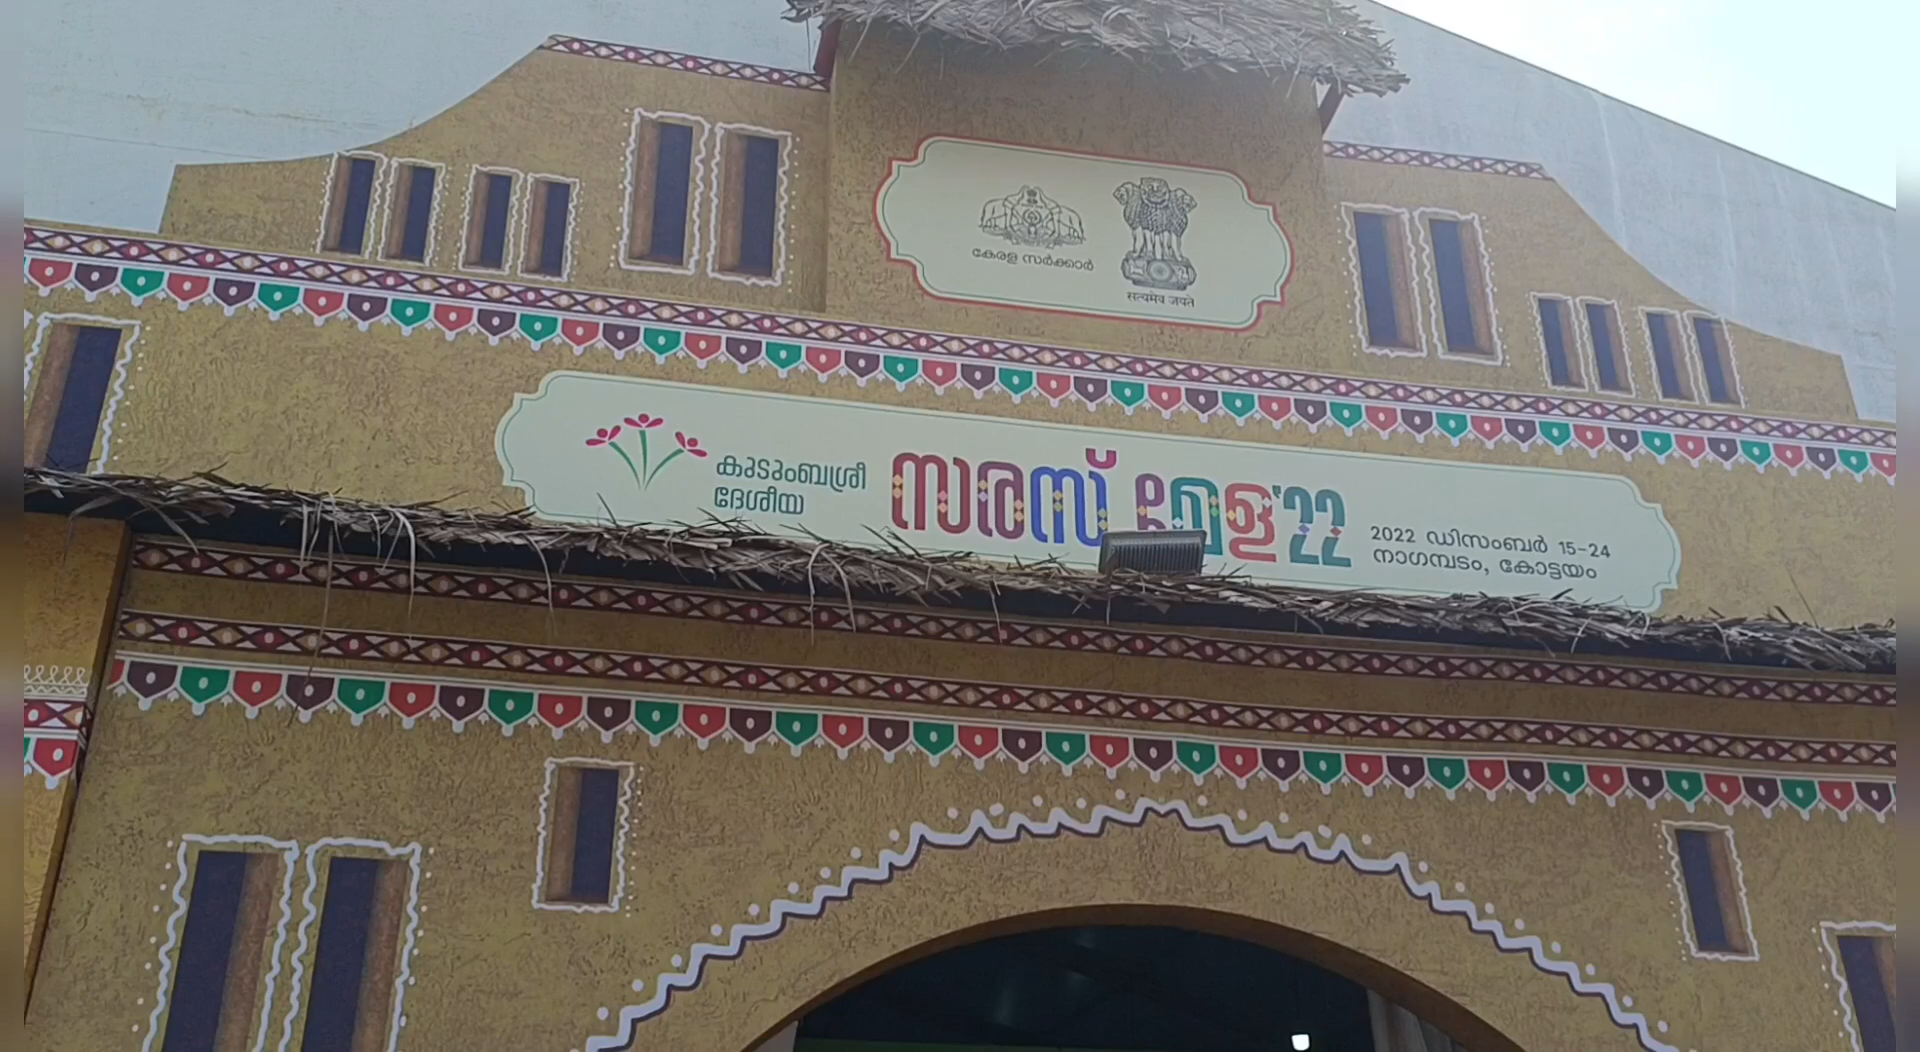 കേരള സർക്കാർ
सत्यमेव जयते
കുടുംബശ്രീ
ദേശീയ
സരസ് മേള'22
2022 ഡിസംബർ 15-24
നാഗമ്പടം, കോട്ടയം